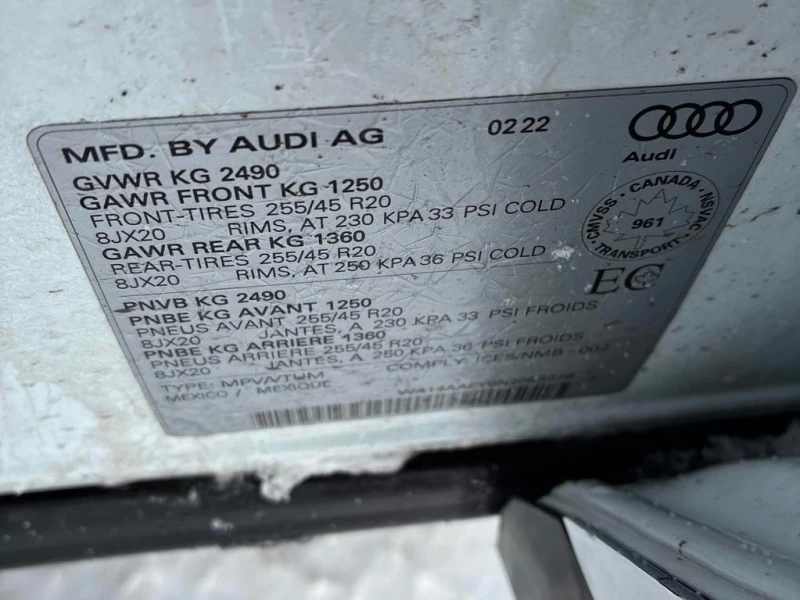 MFD. BY AUDI AG 0222
Audi
GVWR KG 2490
GAWR FRONT KG 1250
FRONT-TIRES 255/45 R20
8JX20 RIMS, AT 230 KPA 33 PSI COLD
GAWR REAR KG 1360
REAR-TIRES 255/45 R20
8JX20 RIMS, AT 250 KPA 36 PSI COLD
CMVSS · CANADA · NSVAC
961
TRANSPORT
EC
PNVB KG 2490
PNBE KG AVANT 1250
PNEUS AVANT 255/45 R20
8JX20 JANTES, A 230 KPA 33 PSI FROIDS
PNBE KG ARRIERE 1360
PNEUS ARRIERE 255/45 R20
8JX20 JANTES, A 250 KPA 36 PSI FROIDS
TYPE: MPV/VTUM COMPLY. ICES/NMB-002
MEXICO / MEXIQUE